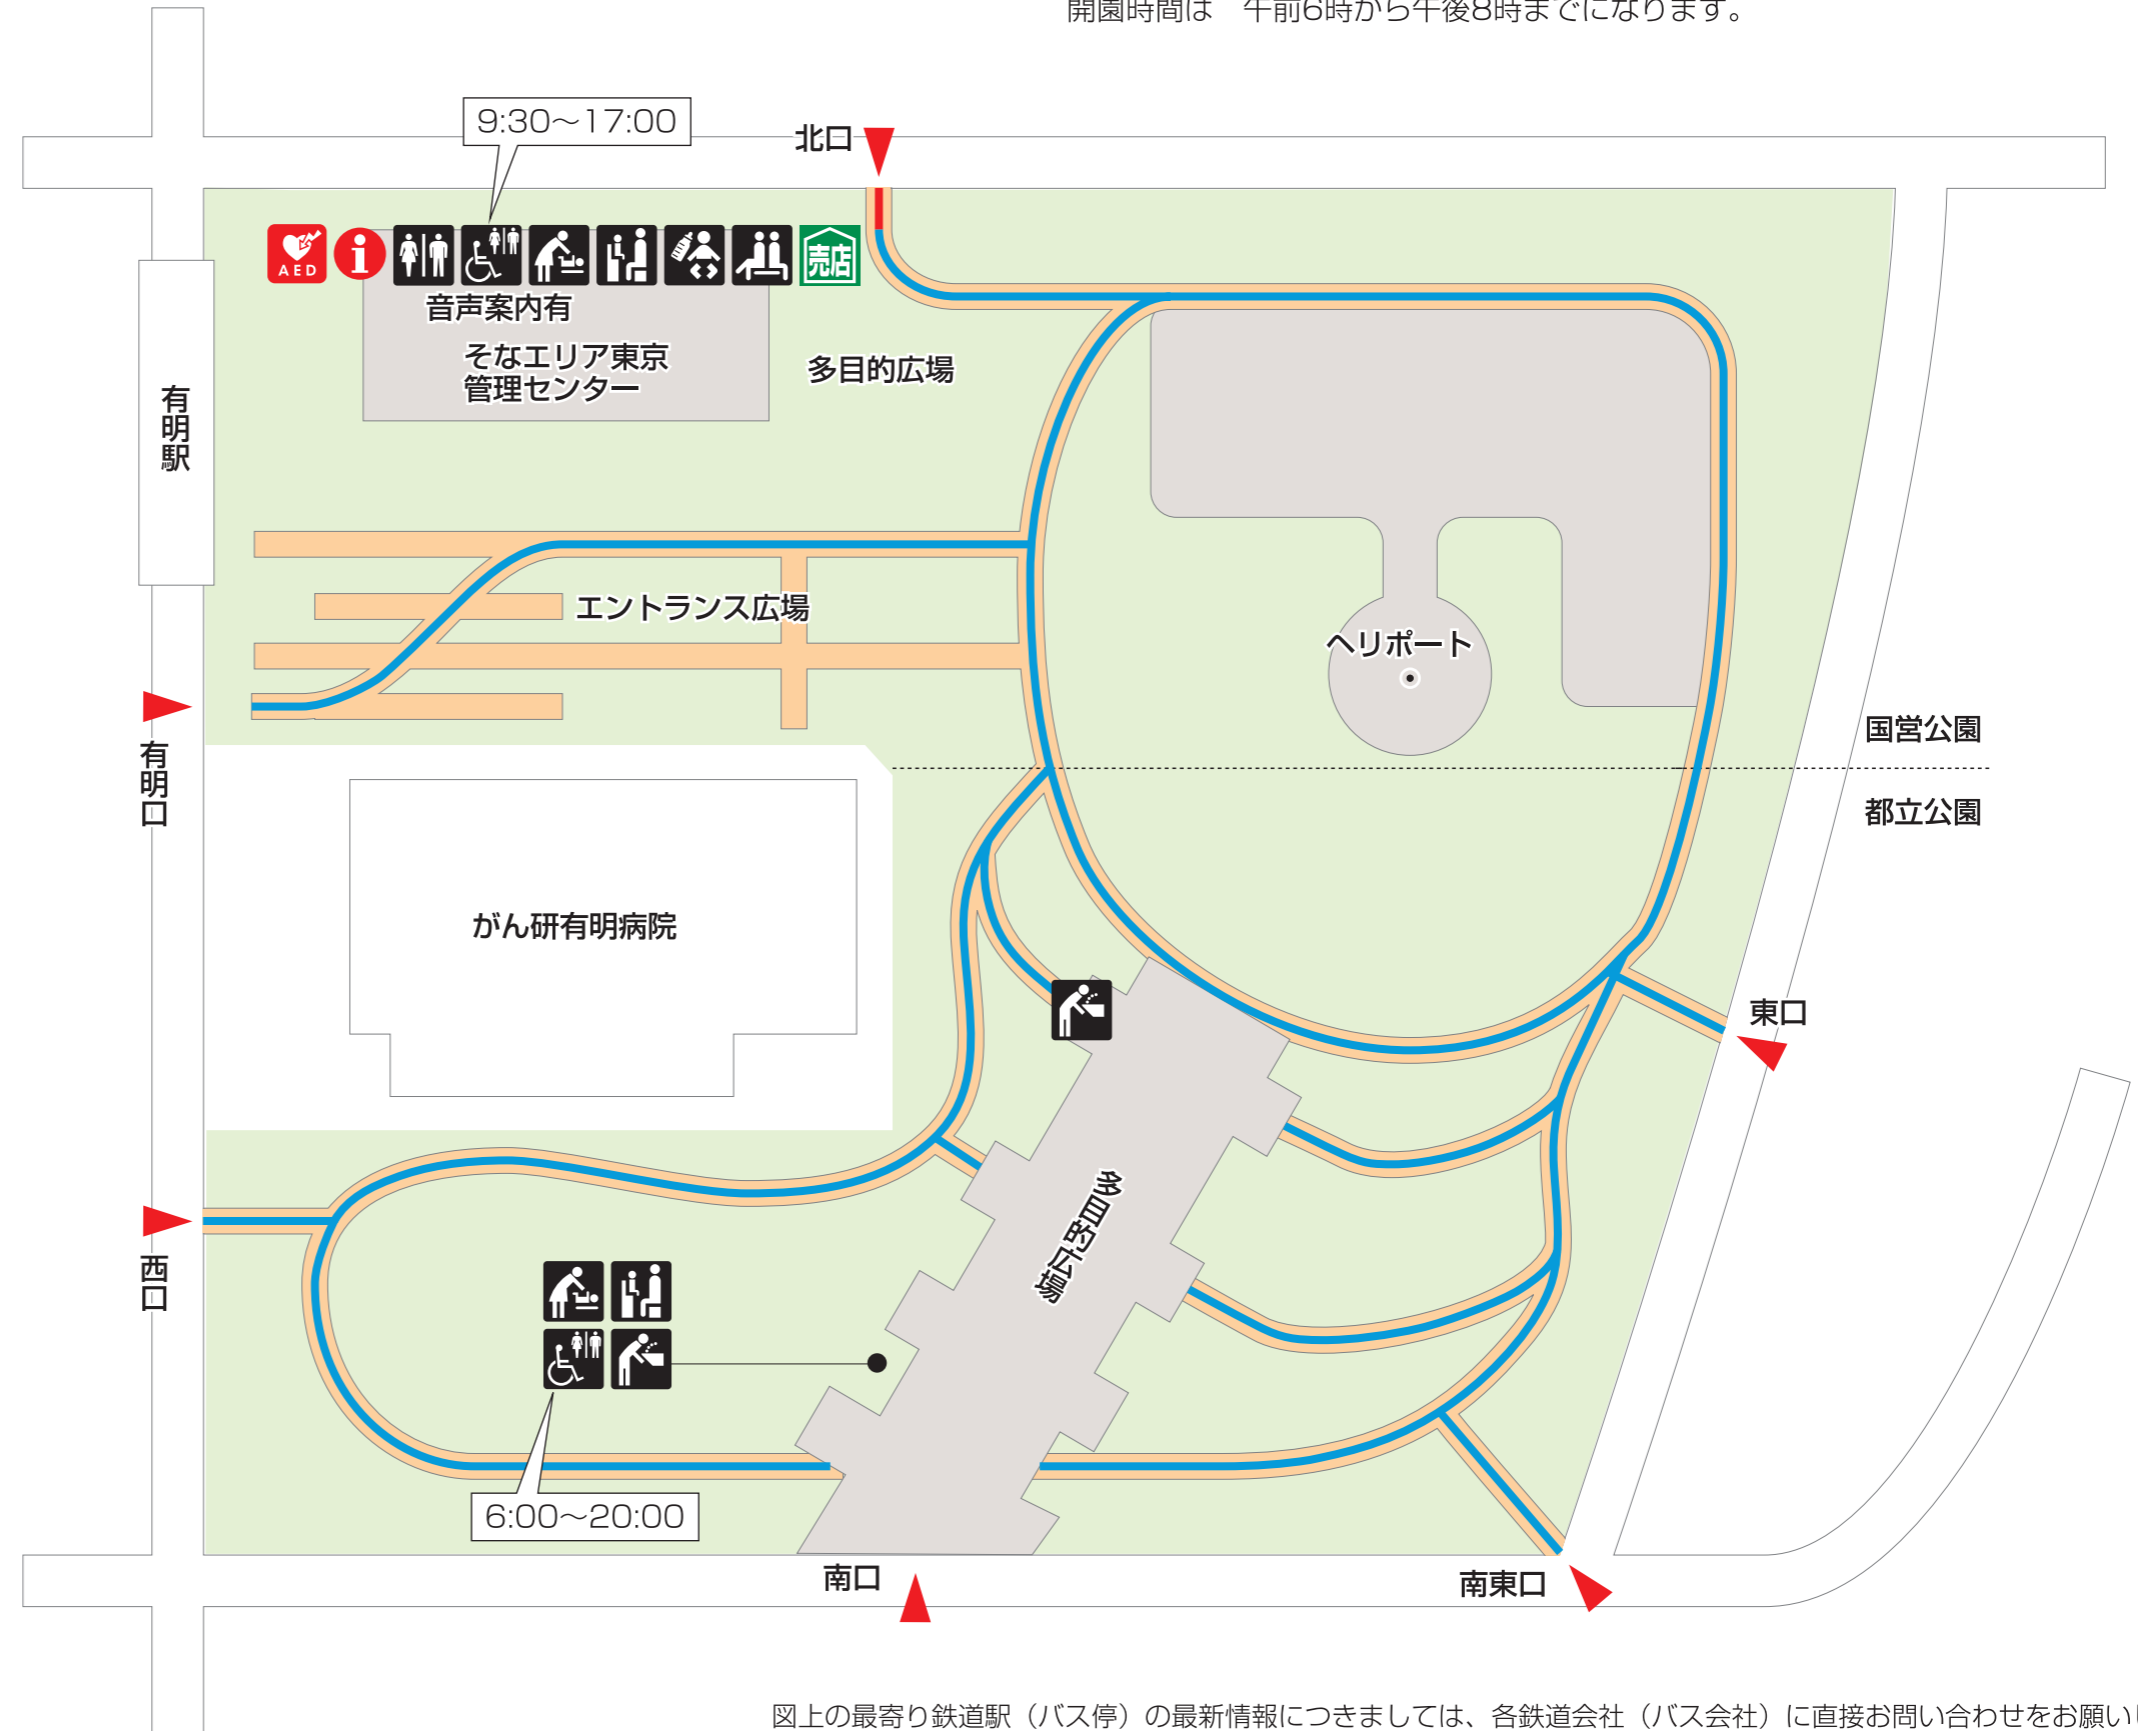 開園時間は　午前6時から午後8時までになります。
9:30〜17:00
北口
AED
i
売店
音声案内有
そなエリア東京
管理センター
多目的広場
有明駅
エントランス広場
ヘリポート
国営公園
有明口
都立公園
がん研有明病院
東口
多目的広場
西口
6:00〜20:00
南口
南東口
図上の最寄り鉄道駅（バス停）の最新情報につきましては、各鉄道会社（バス会社）に直接お問い合わせをお願い